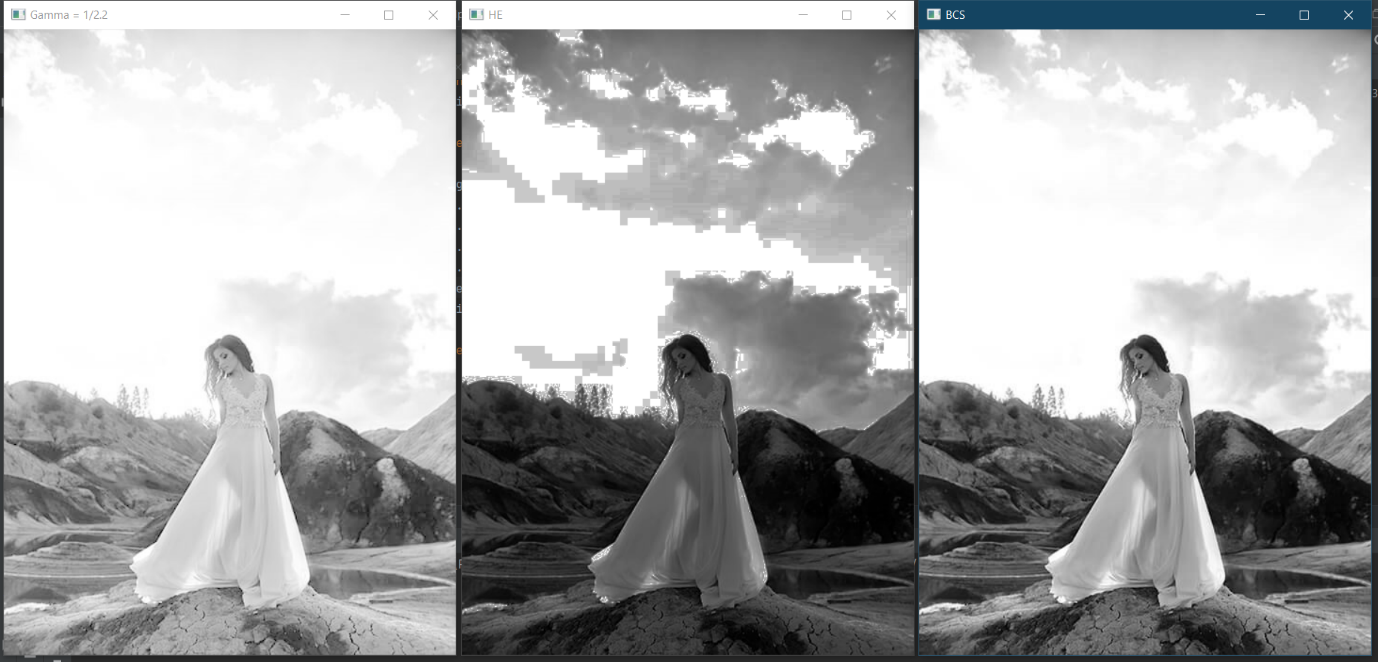 Gamma = 1/2.2
HE
BCS